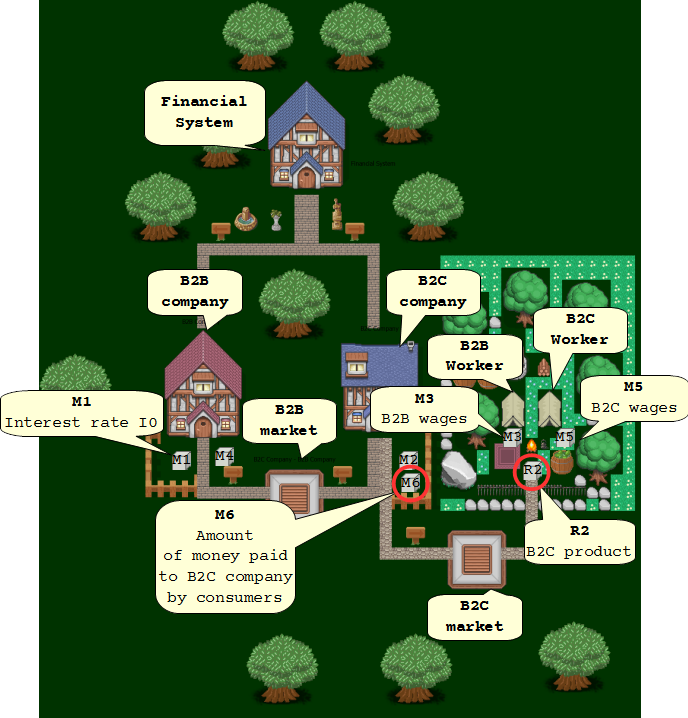 Financial
System
Financial System
B2B
company
B2C
company
B2C
Worker
B2B
Worker
M1
Interest rate I0
B2B
market
M3
B2B wages
M5
B2C wages
M1
M4
M2
M3
M5
M6
R2
M6
Amount
of money paid
to B2C company
by consumers
R2
B2C product
B2C
market